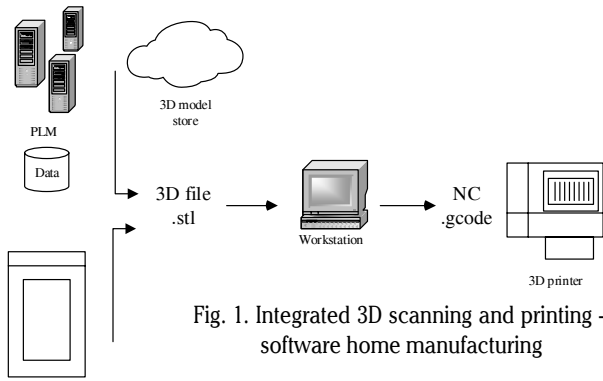 3D model
store
PLM
Data
3D file
.stl
Workstation
NC
.gcode
3D printer
Fig. 1. Integrated 3D scanning and printing -
software home manufacturing